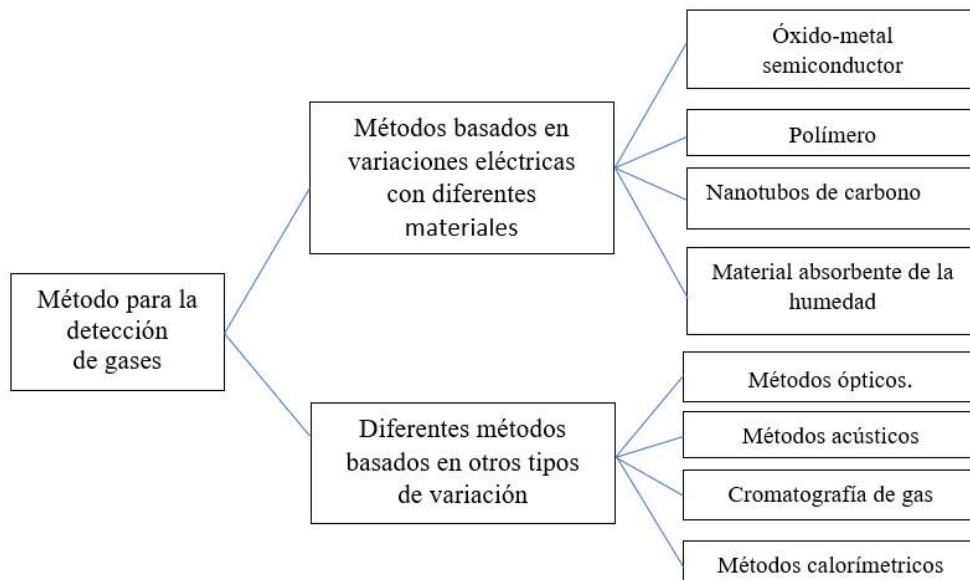 Método para la
detección
de gases
Métodos basados en
variaciones eléctricas
con diferentes
materiales
Óxido-metal
semiconductor
Polímero
Nanotubos de carbono
Material absorbente de la
humedad
Diferentes métodos
basados en otros tipos
de variación
Métodos ópticos.
Métodos acústicos
Cromatografía de gas
Métodos calorímetricos